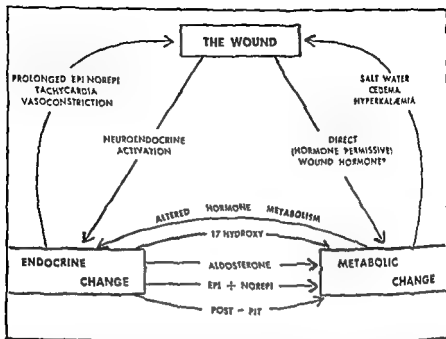 THE WOUND
PROLONGED EPI NOREPI
TACHYCARDIA
VASOCONSTRICTION
SALT WATER
ŒDEMA
HYPERKALÆMIA
NEUROENDOCRINE
ACTIVATION
DIRECT
(HORMONE PERMISSIVE)
WOUND HORMONE?
ALTERED HORMONE METABOLISM
17 HYDROXY
ENDOCRINE
CHANGE
ALDOSTERONE
EPI + NOREPI
POST - PIT
METABOLIC
CHANGE